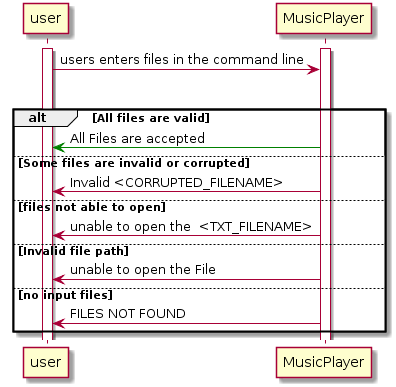 user MusicPlayer
users enters files in the command line
alt [All files are valid]
All Files are accepted
[Some files are invalid or corrupted]
Invalid <CORRUPTED_FILENAME>
[files not able to open]
unable to open the <TXT_FILENAME>
[Invalid file path]
unable to open the File
[no input files]
FILES NOT FOUND
user MusicPlayer